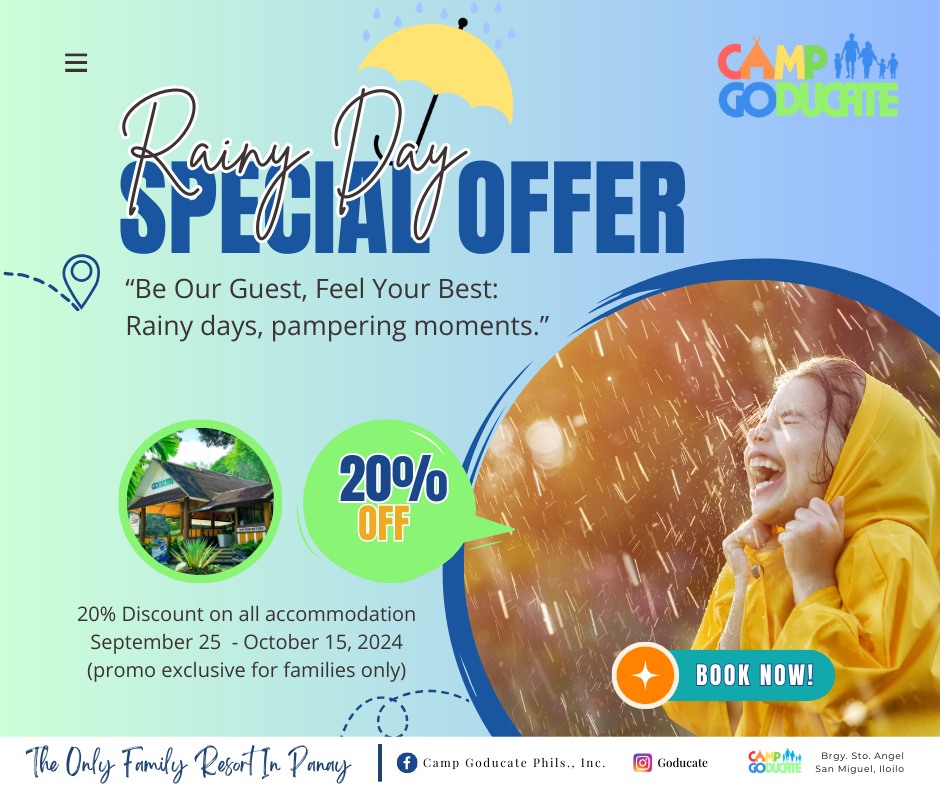 CAMP
GODUCATE
Rainy Day
SPECIAL OFFER
“Be Our Guest, Feel Your Best:
Rainy days, pampering moments.”
20%
OFF
20% Discount on all accommodation
September 25 - October 15, 2024
(promo exclusive for families only)
BOOK NOW!
The Only Family Resort In Panay
Camp Goducate Phils., Inc.
Goducate
CAMP
GODUCATE
Brgy. Sto. Angel
San Miguel, Iloilo